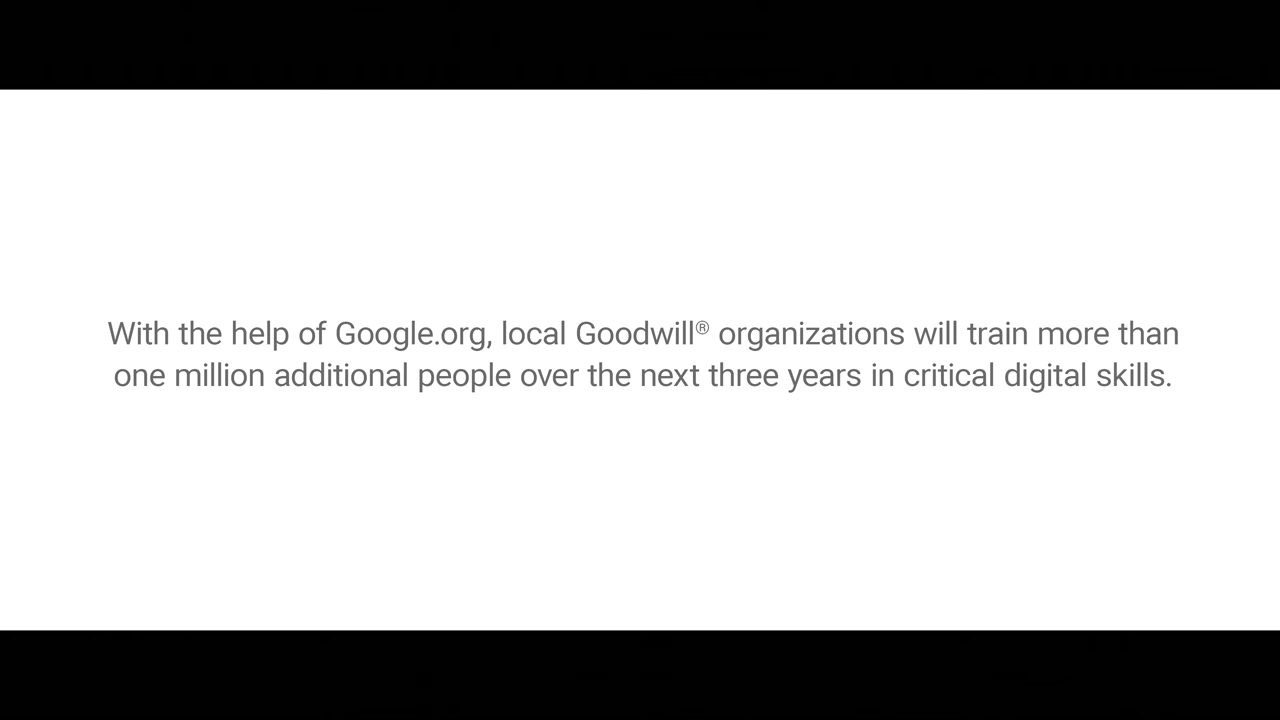 With the help of Google.org, local Goodwill® organizations will train more than
one million additional people over the next three years in critical digital skills.